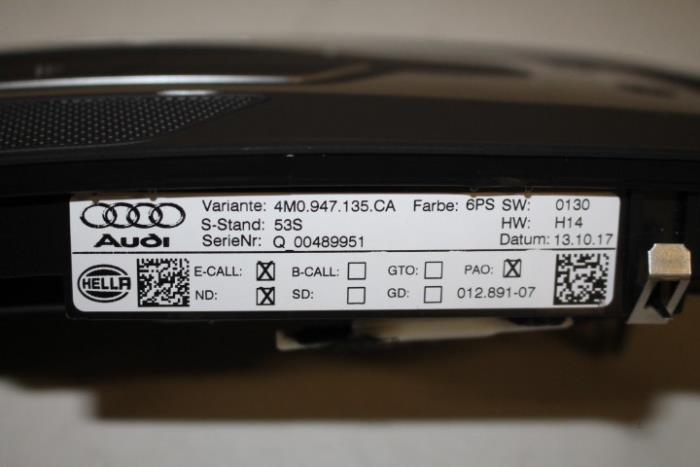 Variante: 4M0.947.135.CA Farbe: 6PS SW: 0130
S-Stand: 53S HW: H14
Audi SerieNr: Q_00489951 Datum: 13.10.17
HELLA E-CALL: B-CALL: GTO: PAO:
ND: SD: GD: 012.891-07